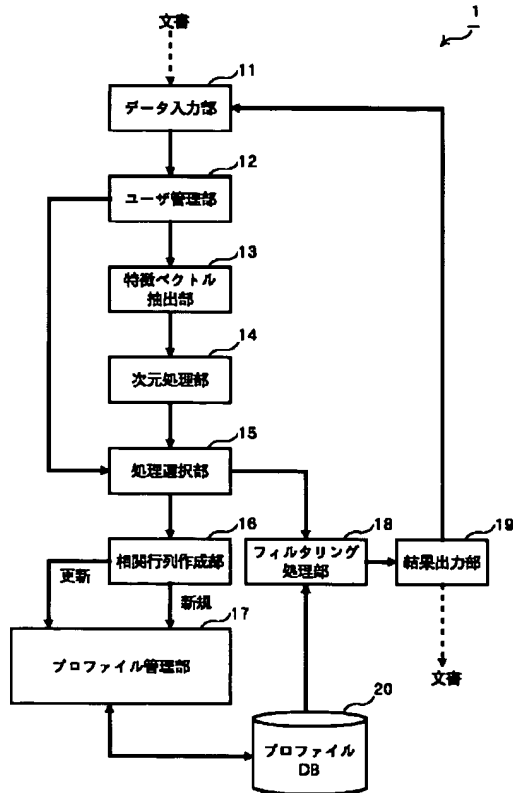 文書
1
11
データ入力部
12
ユーザ管理部
13
特徴ベクトル
抽出部
14
次元処理部
15
処理選択部
16
相関行列作成部
18
フィルタリング
処理部
19
結果出力部
更新
新規
17
プロファイル管理部
文書
20
プロファイル
DB